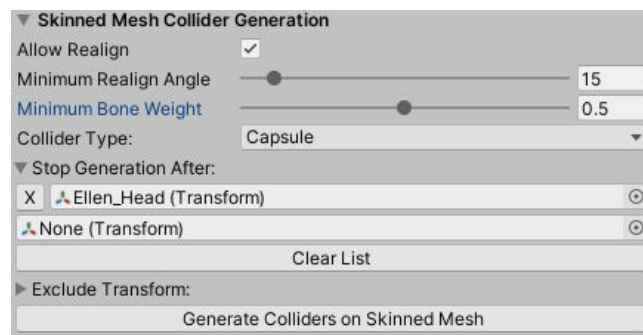 Skinned Mesh Collider Generation
Allow Realign
Minimum Realign Angle 15
Minimum Bone Weight 0.5
Collider Type: Capsule
Stop Generation After:
X Ellen_Head (Transform)
None (Transform)
Clear List
Exclude Transform:
Generate Colliders on Skinned Mesh